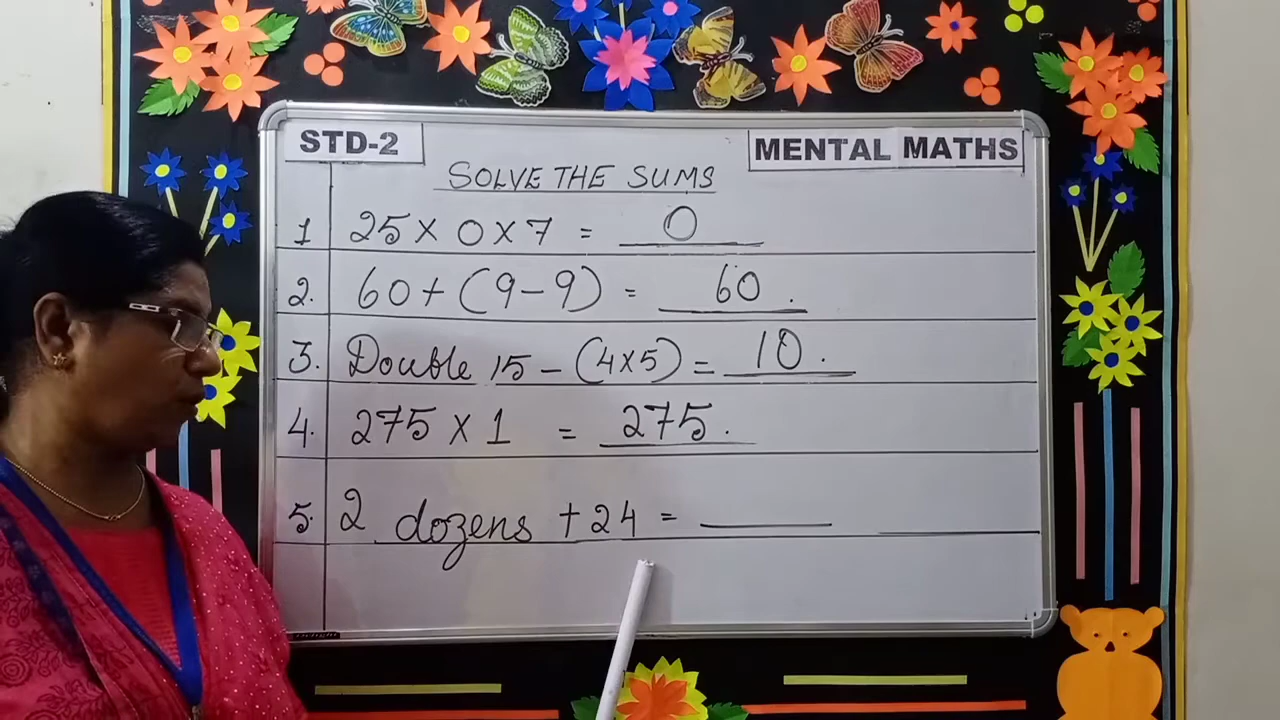 STD-2
MENTAL MATHS
SOLVE THE SUMS
1 25 × 0 × 7 = 0
2. 60 + (9 - 9) = 60.
3. Double 15 - (4×5) = 10.
4. 275 × 1 = 275.
5. 2 dozens + 24 = ____